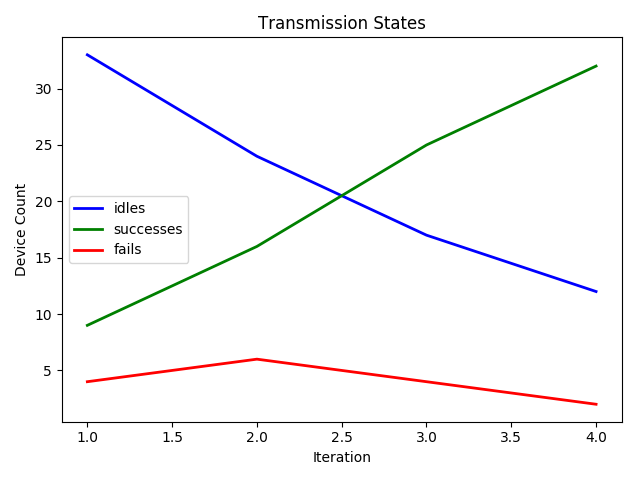 Transmission States
Device Count
30
25
20
15
10
5
idles
successes
fails
1.0 1.5 2.0 2.5 3.0 3.5 4.0
Iteration